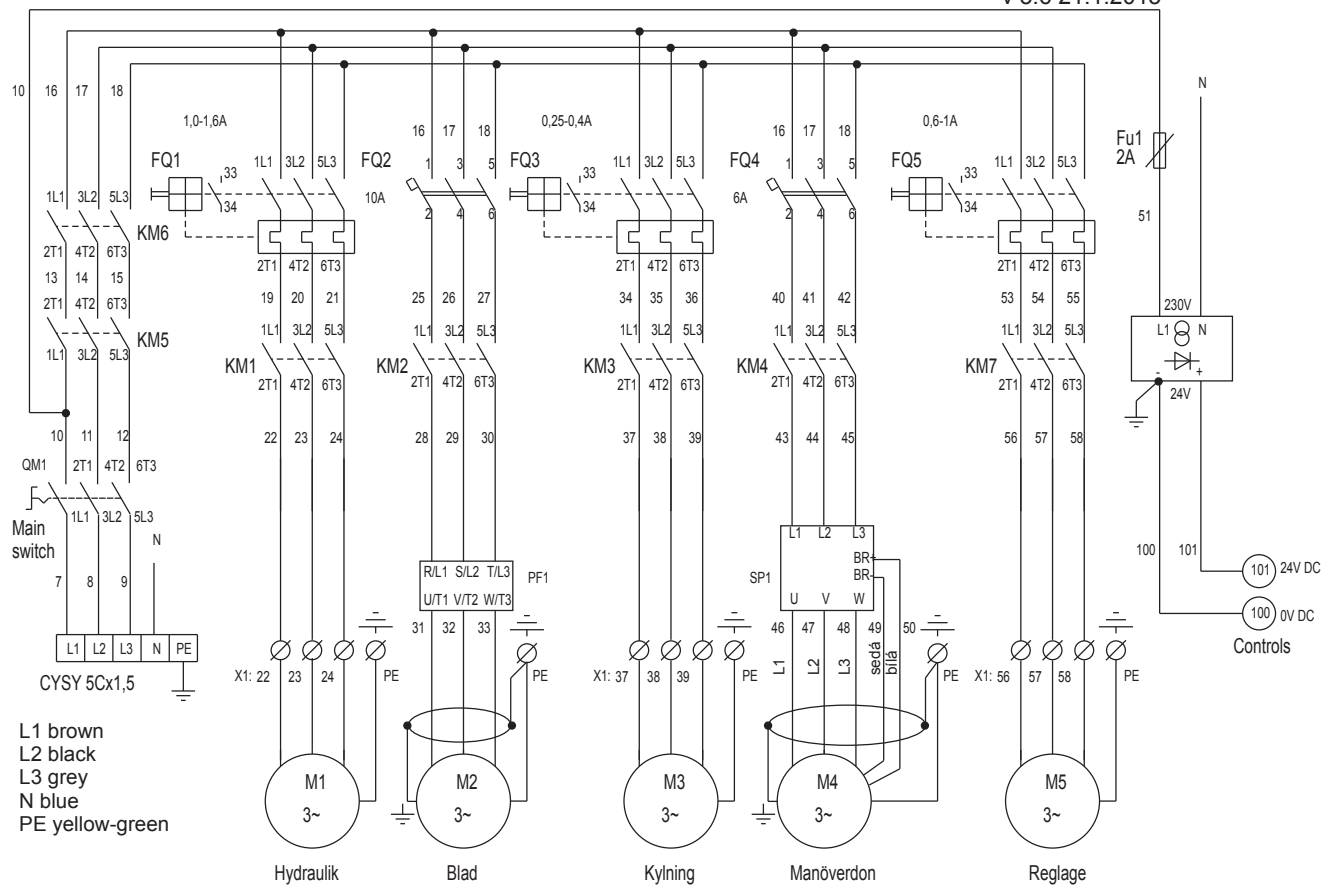 10 16 17 18
1,0-1,6A 16 17 18 0,25-0,4A 16 17 18 0,6-1A N
FQ1 33 34 1L1 3L2 5L3
FQ2 10A 1 3 5 2 4 6
FQ3 33 34 1L1 3L2 5L3
FQ4 6A 1 3 5 2 4 6
FQ5 33 34 1L1 3L2 5L3
Fu1
2A
51
1L1 3L2 5L3
KM6
2T1 4T2 6T3
13 14 15
2T1 4T2 6T3
KM5
1L1 3L2 5L3
2T1 4T2 6T3
19 20 21
1L1 3L2 5L3
KM1
2T1 4T2 6T3
22 23 24
25 26 27
1L1 3L2 5L3
KM2
2T1 4T2 6T3
28 29 30
2T1 4T2 6T3
34 35 36
1L1 3L2 5L3
KM3
2T1 4T2 6T3
37 38 39
40 41 42
1L1 3L2 5L3
KM4
2T1 4T2 6T3
43 44 45
2T1 4T2 6T3
53 54 55
1L1 3L2 5L3
KM7
2T1 4T2 6T3
56 57 58
230V
L1 N
- +
24V
10 11 12
QM1 2T1 4T2 6T3
1L1 3L2 5L3
Main
switch
N
7 8 9
L1 L2 L3 N PE
CYSY 5Cx1,5
R/L1 S/L2 T/L3
PF1
U/T1 V/T2 W/T3
31 32 33
L1 L2 L3
BR+
BR-
SP1
U V W
46 47 48 49 50
L1 L2 L3 sedá bílá
100 101
101 24V DC
100 0V DC
Controls
X1: 22 23 24 PE
PE
X1: 37 38 39 PE
PE
X1: 56 57 58 PE
L1 brown
L2 black
L3 grey
N blue
PE yellow-green
M1
3~
M2
3~
M3
3~
M4
3~
M5
3~
Hydraulik Blad Kylning Manöverdon Reglage